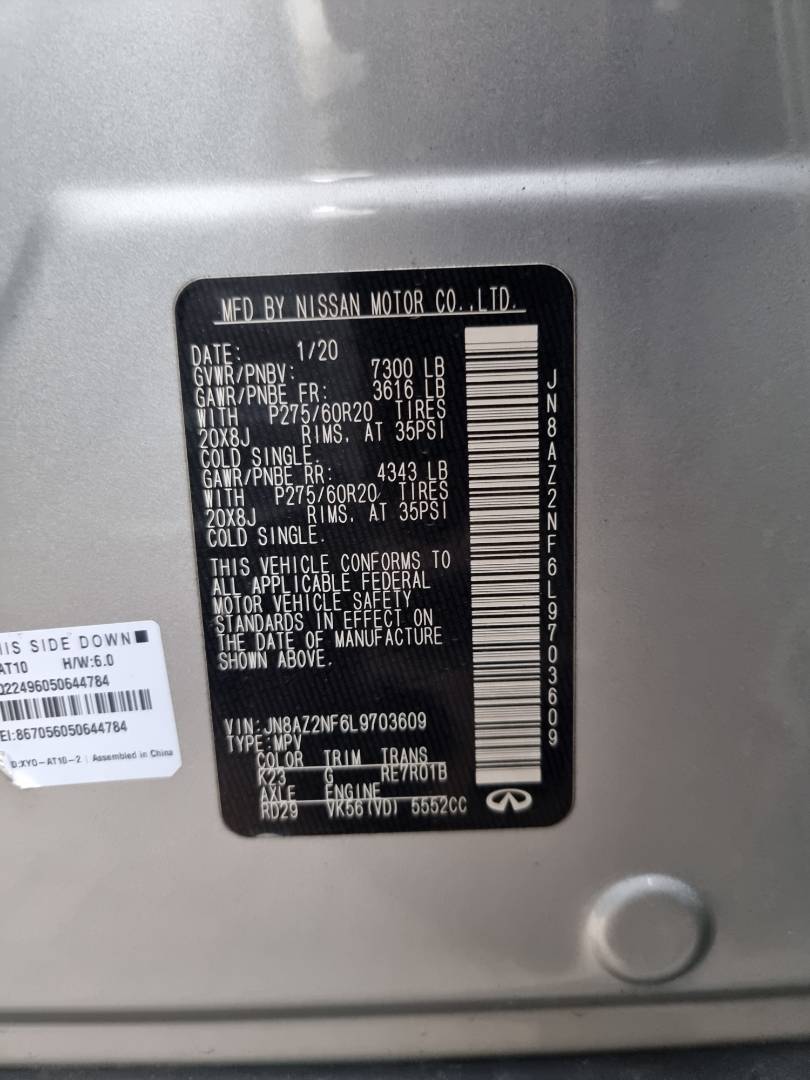 MFD BY NISSAN MOTOR CO.,LTD.
DATE: 1/20
GVWR/PNBV: 7300 LB
GAWR/PNBE FR: 3616 LB
WITH P275/60R20 TIRES
20X8J RIMS, AT 35PSI
COLD SINGLE.
GAWR/PNBE RR: 4343 LB
WITH P275/60R20 TIRES
20X8J RIMS, AT 35PSI
COLD SINGLE.
THIS VEHICLE CONFORMS TO
ALL APPLICABLE FEDERAL
MOTOR VEHICLE SAFETY
STANDARDS IN EFFECT ON
THE DATE OF MANUFACTURE
SHOWN ABOVE.
VIN:JN8AZ2NF6L9703609
TYPE:MPV
COLOR TRIM TRANS
K23 G RE7R01B
AXLE ENGINE
RD29 VK56(VD) 5552CC
JN8AZ2NF6L9703609
SIDE DOWN
AT10 H/W:6.0
022496050644784
EI:867056050644784
D:XYO-AT10-2 | Assembled in China